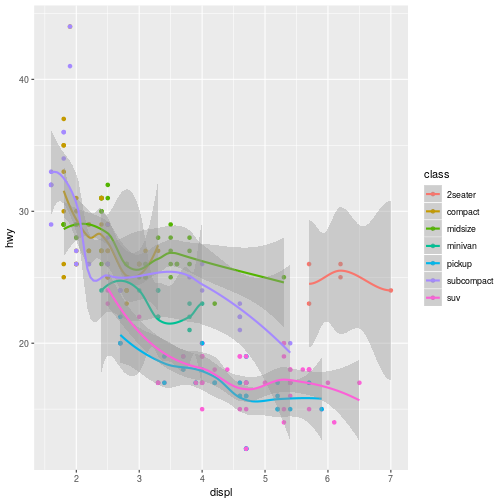 40
30
20
hwy
2
3
4
5
6
7
displ
class
2seater
compact
midsize
minivan
pickup
subcompact
suv